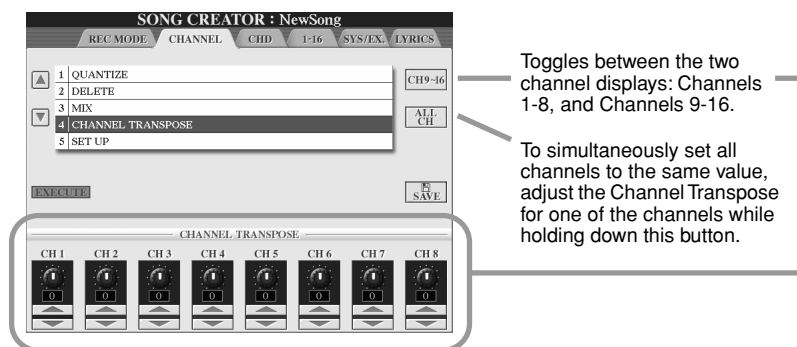 SONG CREATOR : NewSong
REC MODE CHANNEL CHD 1-16 SYS/EX. LYRICS
1 QUANTIZE
2 DELETE
3 MIX
4 CHANNEL TRANSPOSE
5 SET UP
CH9~16
ALL
CH
EXECUTE
SAVE
CHANNEL TRANSPOSE
CH 1 CH 2 CH 3 CH 4 CH 5 CH 6 CH 7 CH 8
0 0 0 0 0 0 0 0
Toggles between the two
channel displays: Channels
1-8, and Channels 9-16.
To simultaneously set all
channels to the same value,
adjust the Channel Transpose
for one of the channels while
holding down this button.